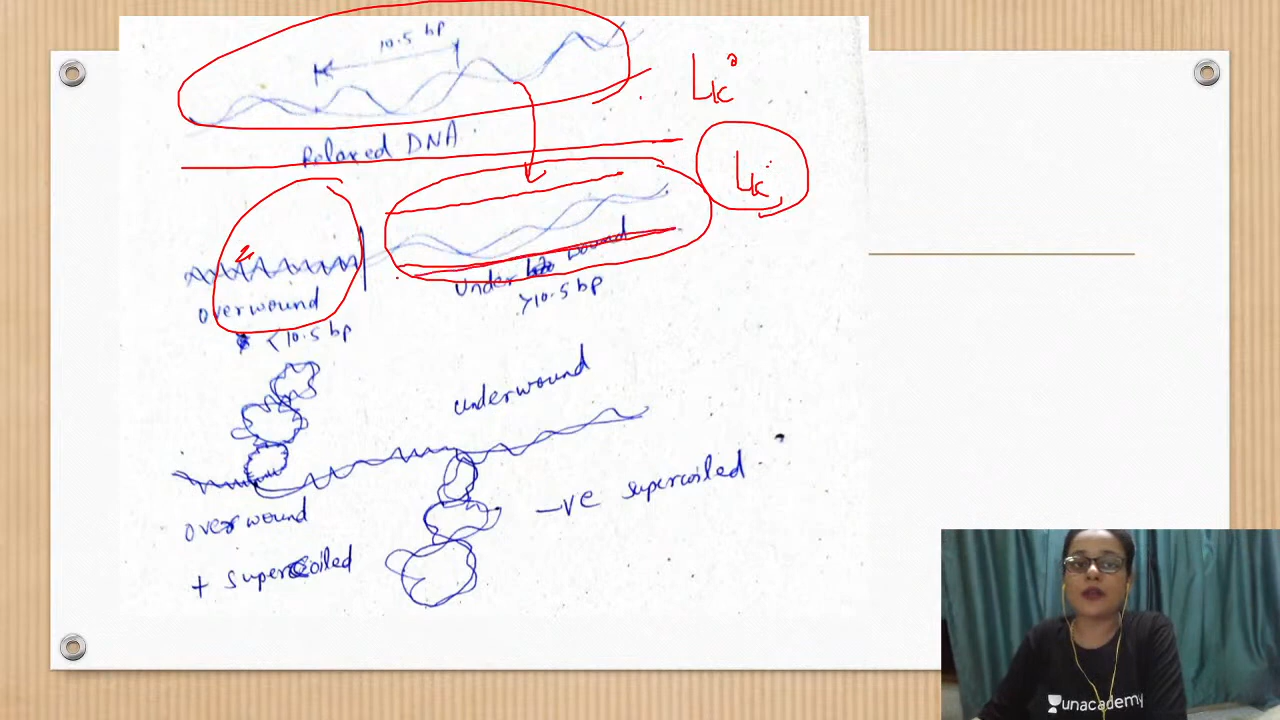 10.5 bp
Lk°
Relaxed DNA.
Lk
overwound
<10.5 bp
Under wound
>10.5 bp
underwound
overwound
+ supercoiled
-ve supercoiled.
unacademy